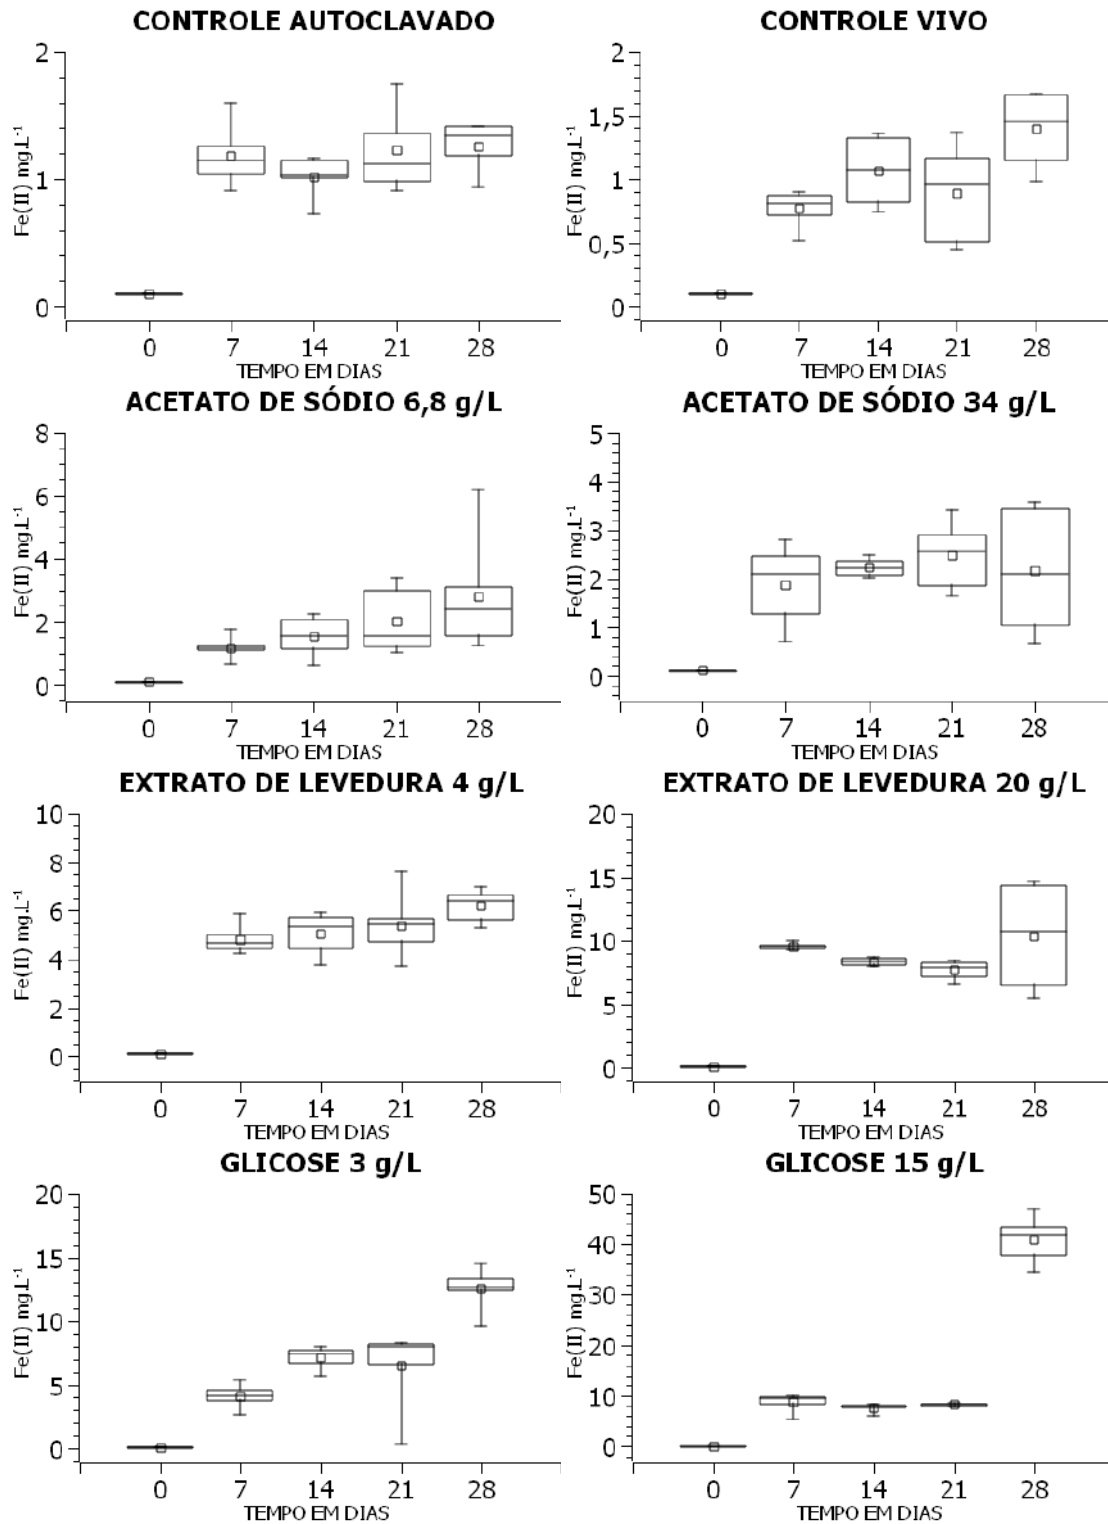 CONTROLE AUTOCLAVADO
Fe(II) mg.L-1
2
1
0
0 7 14 21 28
TEMPO EM DIAS
CONTROLE VIVO
Fe(II) mg.L-1
2
1,5
1
0,5
0
0 7 14 21 28
TEMPO EM DIAS
ACETATO DE SÓDIO 6,8 g/L
Fe(II) mg.L-1
8
6
4
2
0
0 7 14 21 28
TEMPO EM DIAS
ACETATO DE SÓDIO 34 g/L
Fe(II) mg.L-1
5
4
3
2
1
0
0 7 14 21 28
TEMPO EM DIAS
EXTRATO DE LEVEDURA 4 g/L
Fe(II) mg.L-1
10
8
6
4
2
0
0 7 14 21 28
TEMPO EM DIAS
EXTRATO DE LEVEDURA 20 g/L
Fe(II) mg.L-1
20
15
10
5
0
0 7 14 21 28
TEMPO EM DIAS
GLICOSE 3 g/L
Fe(II) mg.L-1
20
15
10
5
0
0 7 14 21 28
TEMPO EM DIAS
GLICOSE 15 g/L
Fe(II) mg.L-1
50
40
30
20
10
0
0 7 14 21 28
TEMPO EM DIAS